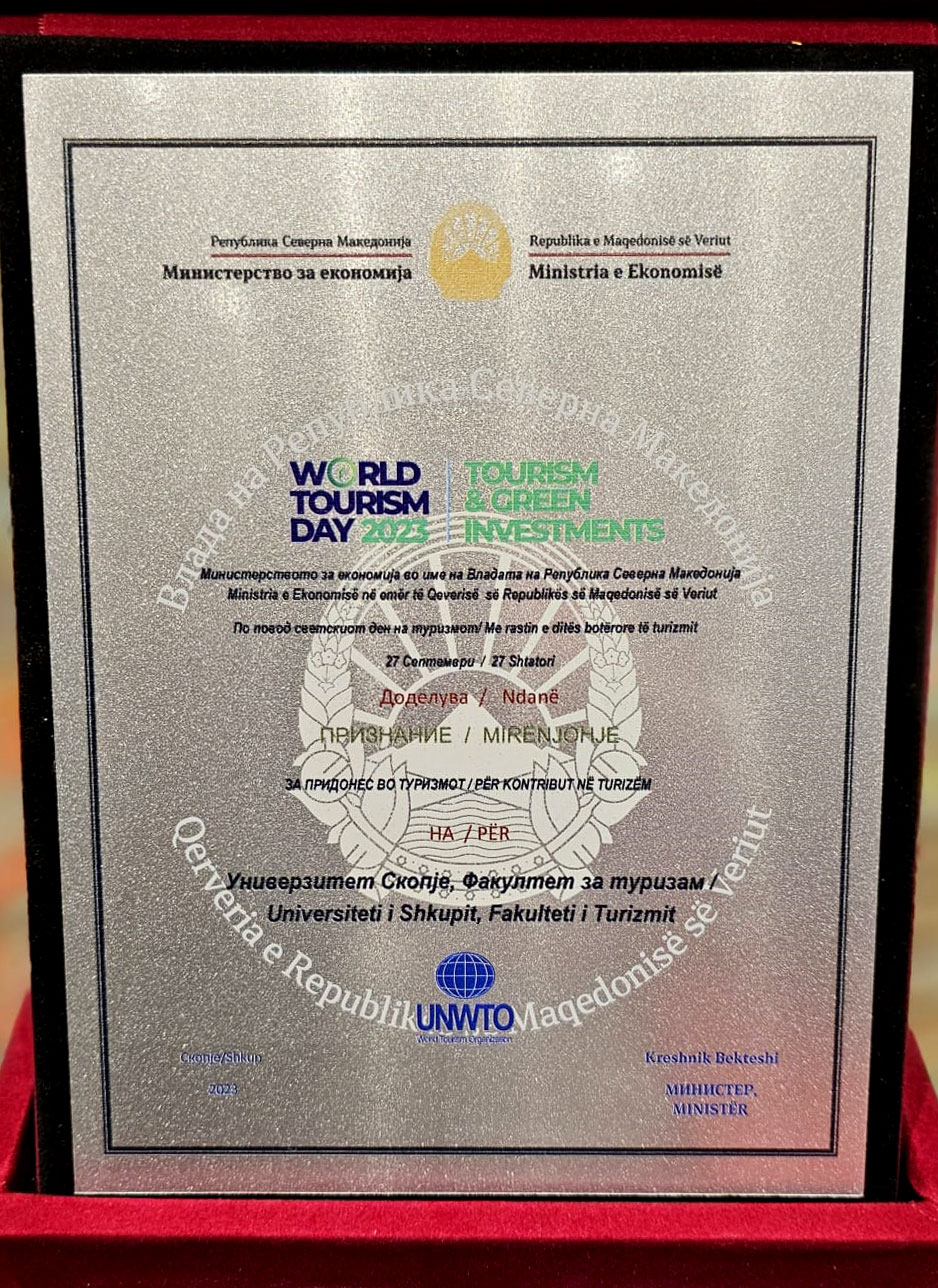 Република Северна Македонија
Министерство за економија
Republika e Maqedonisë së Veriut
Ministria e Ekonomisë
Влада на Република Северна Македонија
WORLD
TOURISM
DAY 2023
TOURISM
& GREEN
INVESTMENTS
Министерството за економија во име на Владата на Република Северна Македонија
Ministria e Ekonomisë në emër të Qeverisë së Republikës së Maqedonisë së Veriut
По повод светскиот ден на туризмот/ Me rastin e ditës botërore të turizmit
27 Септември / 27 Shtatori
Доделува / Ndanë
ПРИЗНАНИЕ / MIRËNJOHJE
ЗА ПРИДОНЕС ВО ТУРИЗМОТ / PËR KONTRIBUT NË TURIZËM
НА / PËR
Универзитет Скопје, Факултет за туризам /
Universiteti i Shkupit, Fakulteti i Turizmit
Qerveria e Republik Maqedonisë së Veriut
UNWTO
World Tourism Organization
Скопје/Shkup
2023
Kreshnik Bekteshi
МИНИСТЕР,
MINISTËR